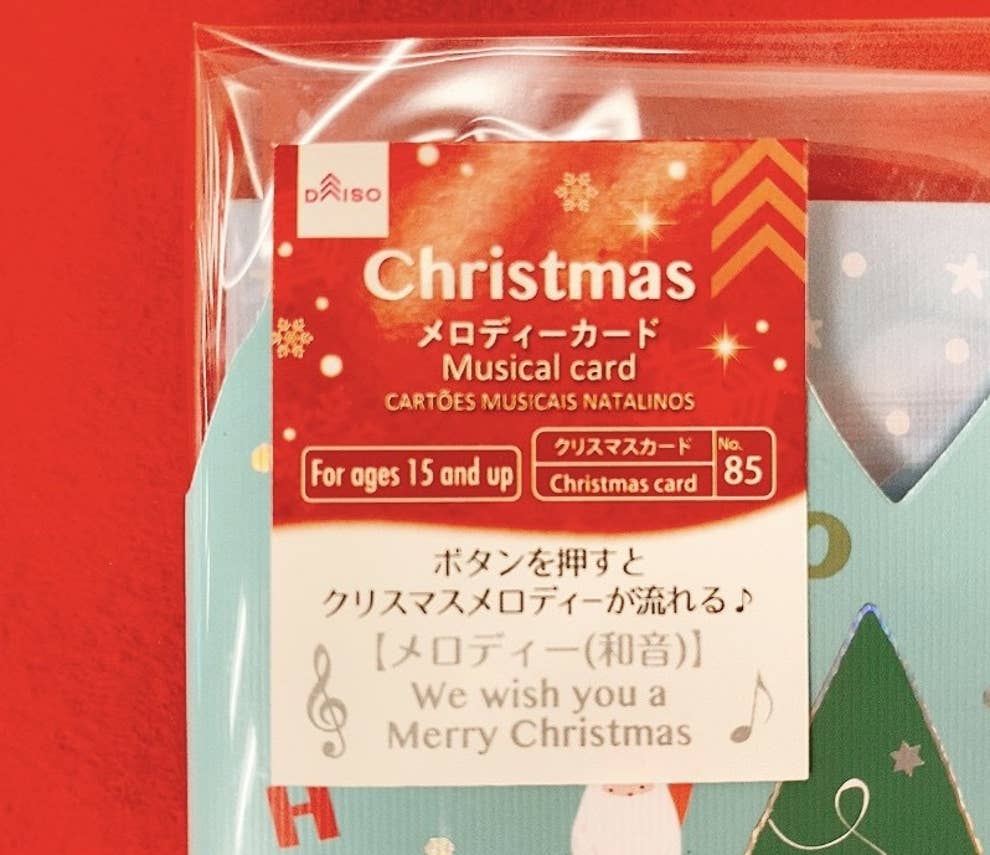 DAISO
Christmas
メロディーカード
Musical card
CARTÕES MUSICAIS NATALINOS
For ages 15 and up
クリスマスカード
Christmas card
No.
85
ボタンを押すと
クリスマスメロディーが流れる♪
【メロディー(和音)】
We wish you a
Merry Christmas
O
H